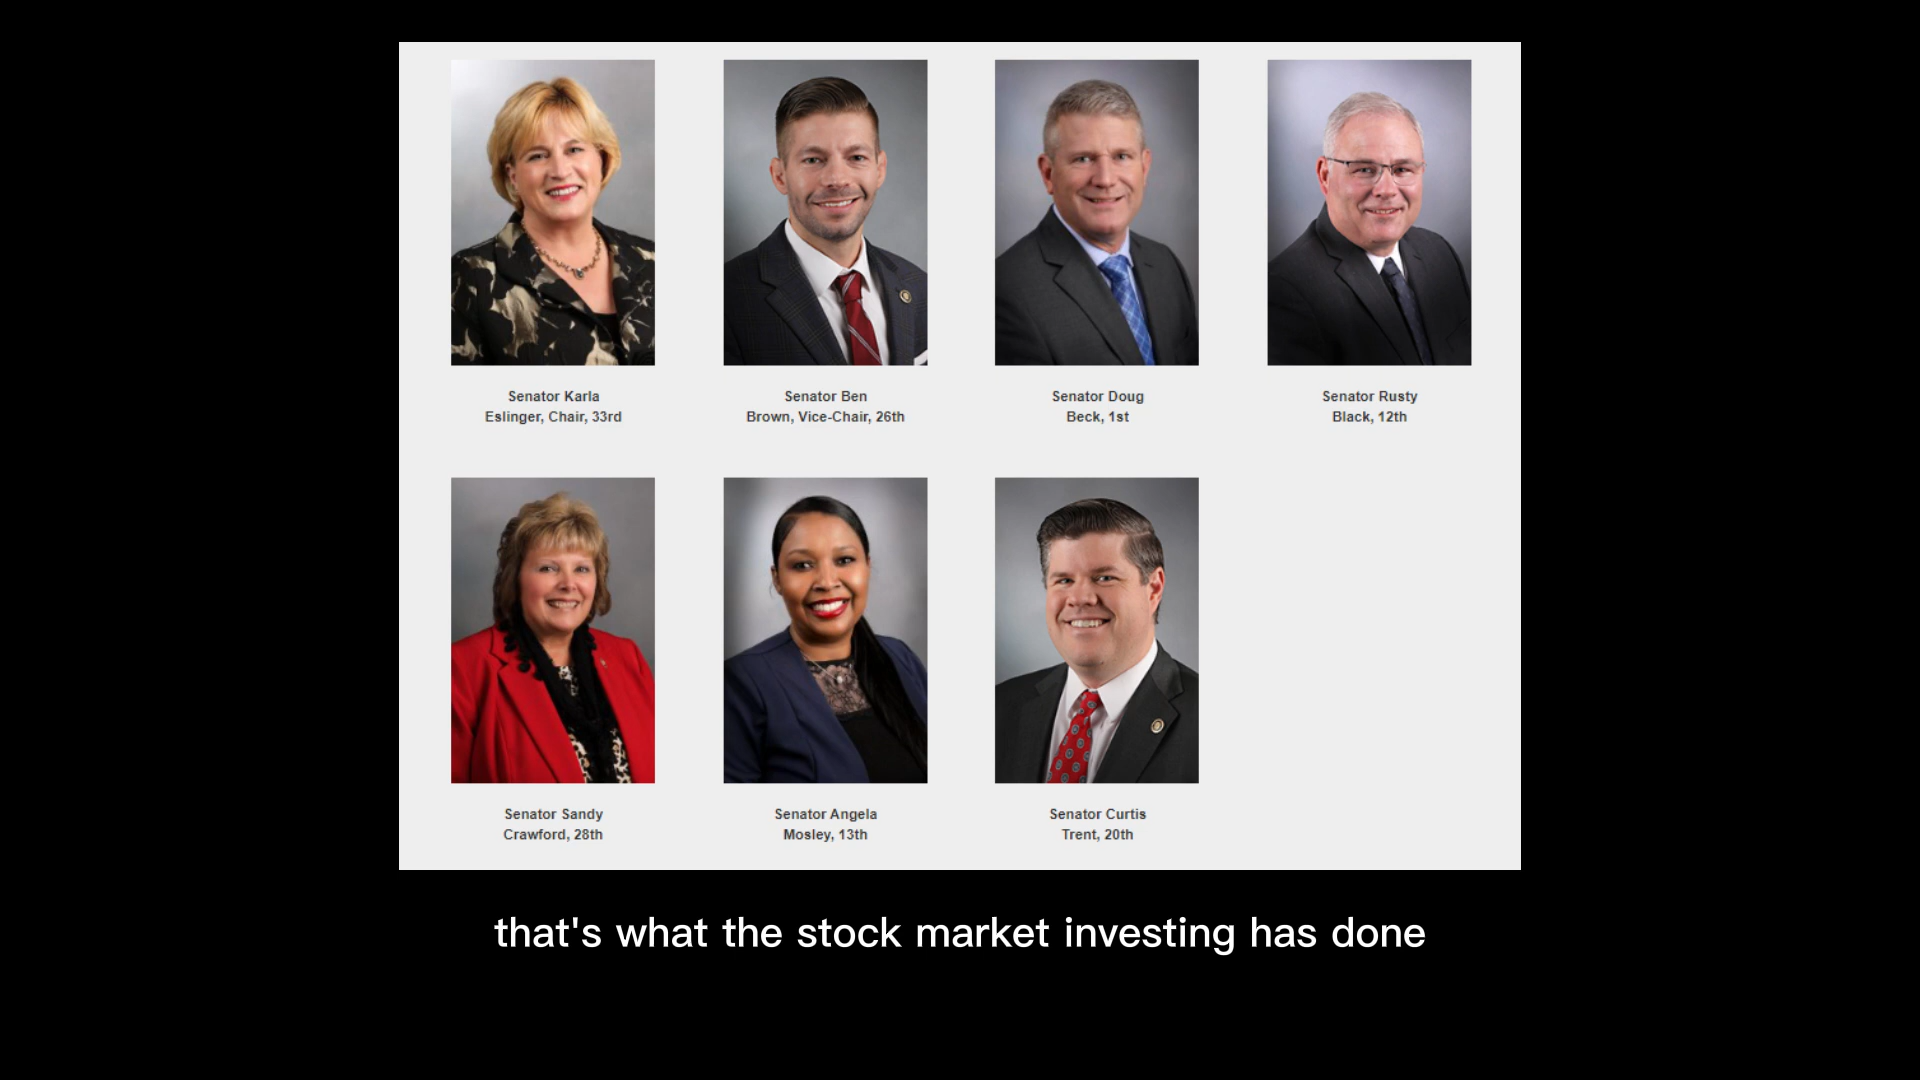 Senator Karla
Eslinger, Chair, 33rd
Senator Ben
Brown, Vice-Chair, 26th
Senator Doug
Beck, 1st
Senator Rusty
Black, 12th
Senator Sandy
Crawford, 28th
Senator Angela
Mosley, 13th
Senator Curtis
Trent, 20th
that's what the stock market investing has done